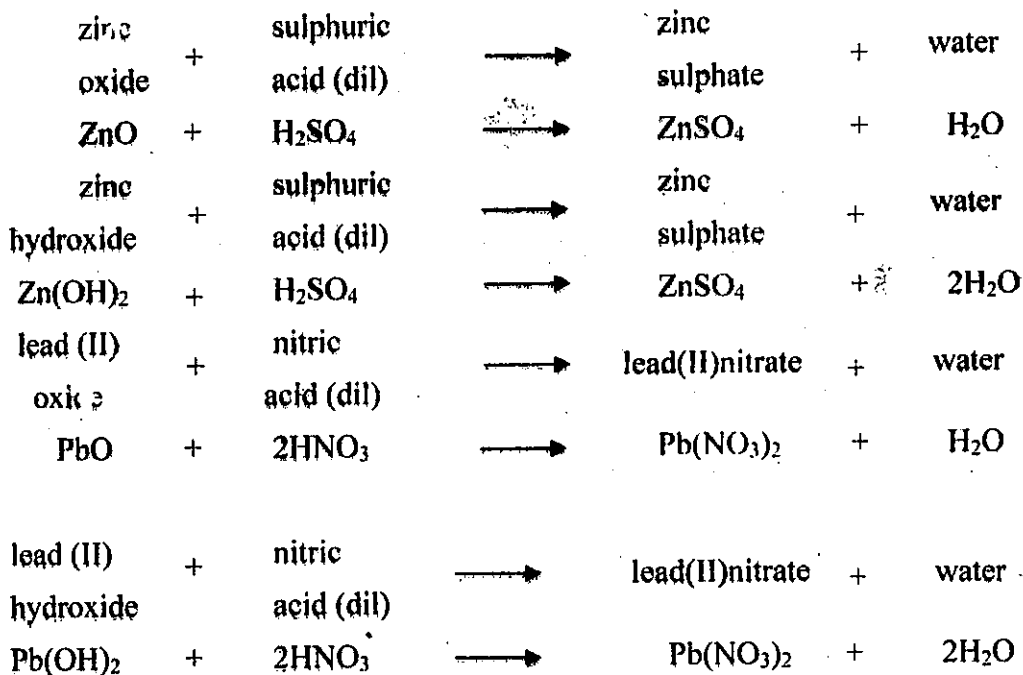 zinc + sulphuric → zinc + water
oxide acid (dil) sulphate
ZnO + H₂SO₄ → ZnSO₄ + H₂O
zinc + sulphuric → zinc + water
hydroxide acid (dil) sulphate
Zn(OH)₂ + H₂SO₄ → ZnSO₄ + 2H₂O
lead (II) + nitric → lead(II)nitrate + water
oxide acid (dil)
PbO + 2HNO₃ → Pb(NO₃)₂ + H₂O
lead (II) + nitric → lead(II)nitrate + water
hydroxide acid (dil)
Pb(OH)₂ + 2HNO₃ → Pb(NO₃)₂ + 2H₂O